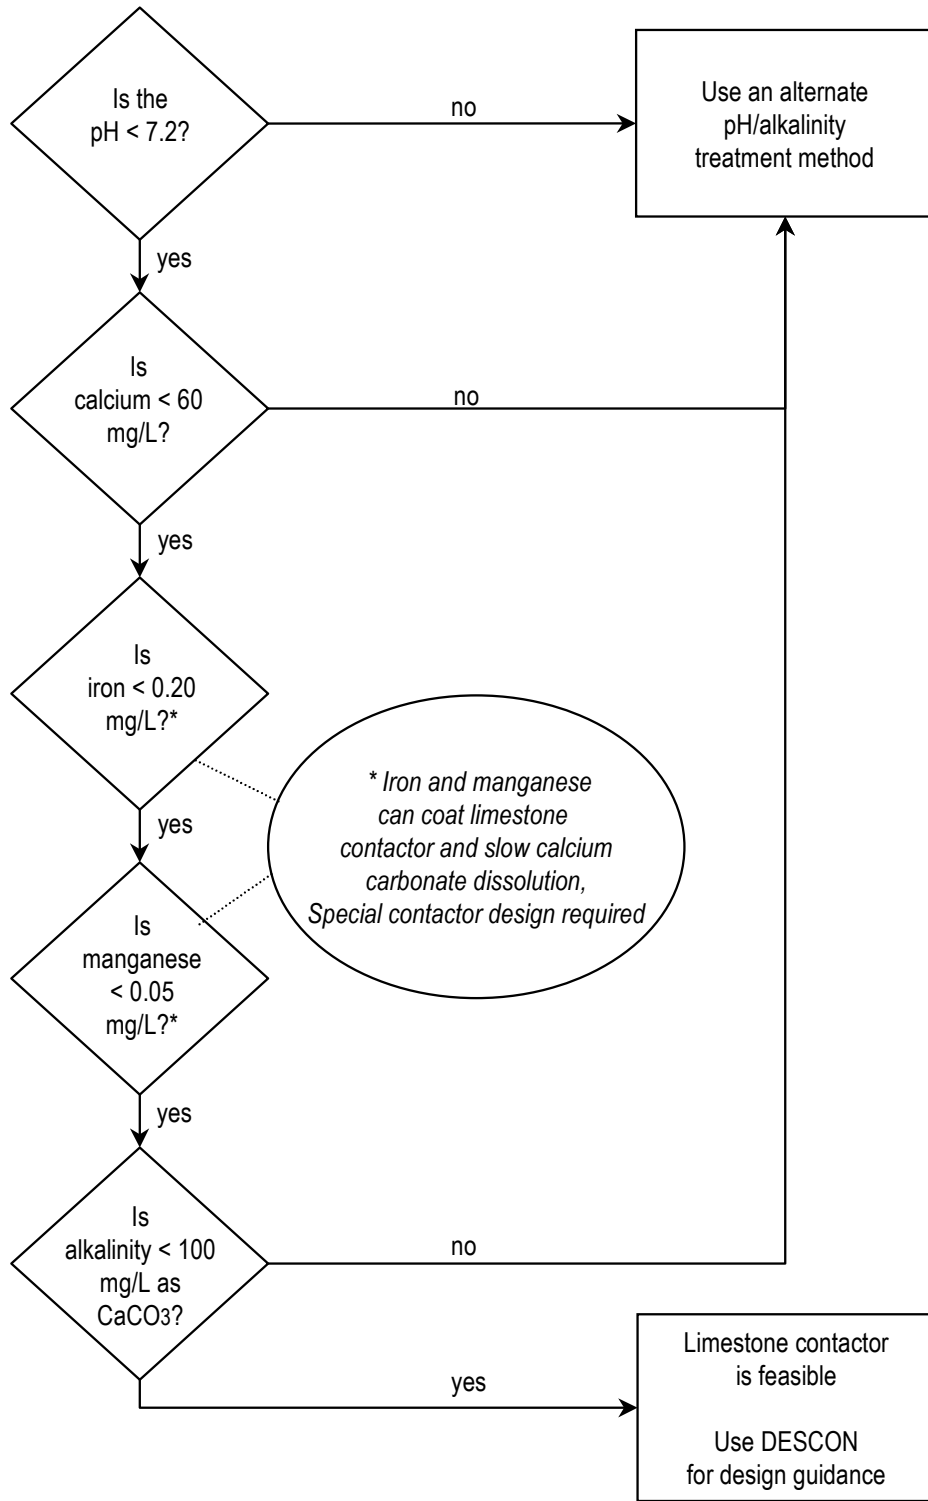 Is the
pH < 7.2?
no
Use an alternate
pH/alkalinity
treatment method
yes
Is
calcium < 60
mg/L?
no
yes
Is
iron < 0.20
mg/L?*
* Iron and manganese
can coat limestone
contactor and slow calcium
carbonate dissolution,
Special contactor design required
yes
Is
manganese
< 0.05
mg/L?*
yes
Is
alkalinity < 100
mg/L as
CaCO3?
no
yes
Limestone contactor
is feasible
Use DESCON
for design guidance